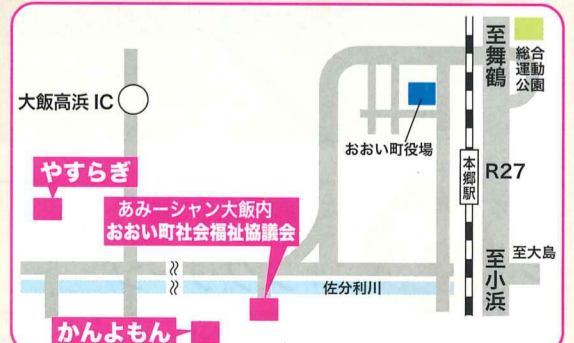 至舞鶴
総合運動公園
大飯高浜 IC
おおい町役場
やすらぎ
本郷駅
R27
あみーシャン大飯内
おおい町社会福祉協議会
至大島
至小浜
佐分利川
かんよもん